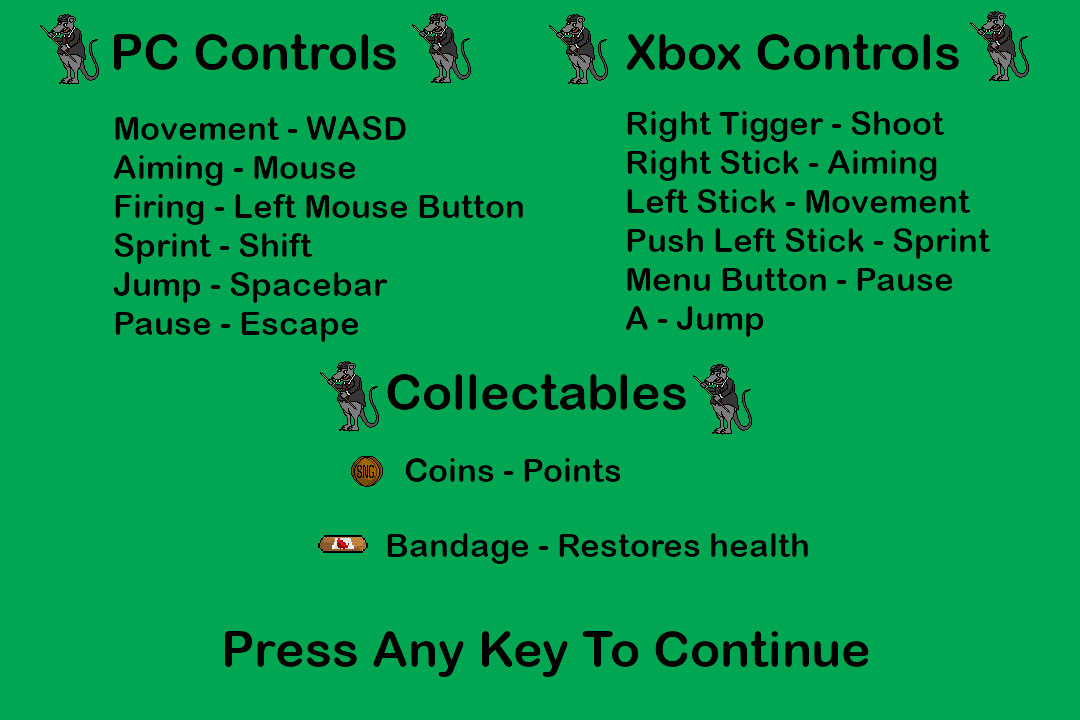 PC Controls
Movement - WASD
Aiming - Mouse
Firing - Left Mouse Button
Sprint - Shift
Jump - Spacebar
Pause - Escape
Xbox Controls
Right Tigger - Shoot
Right Stick - Aiming
Left Stick - Movement
Push Left Stick - Sprint
Menu Button - Pause
A - Jump
Collectables
SNG
Coins - Points
Bandage - Restores health
Press Any Key To Continue